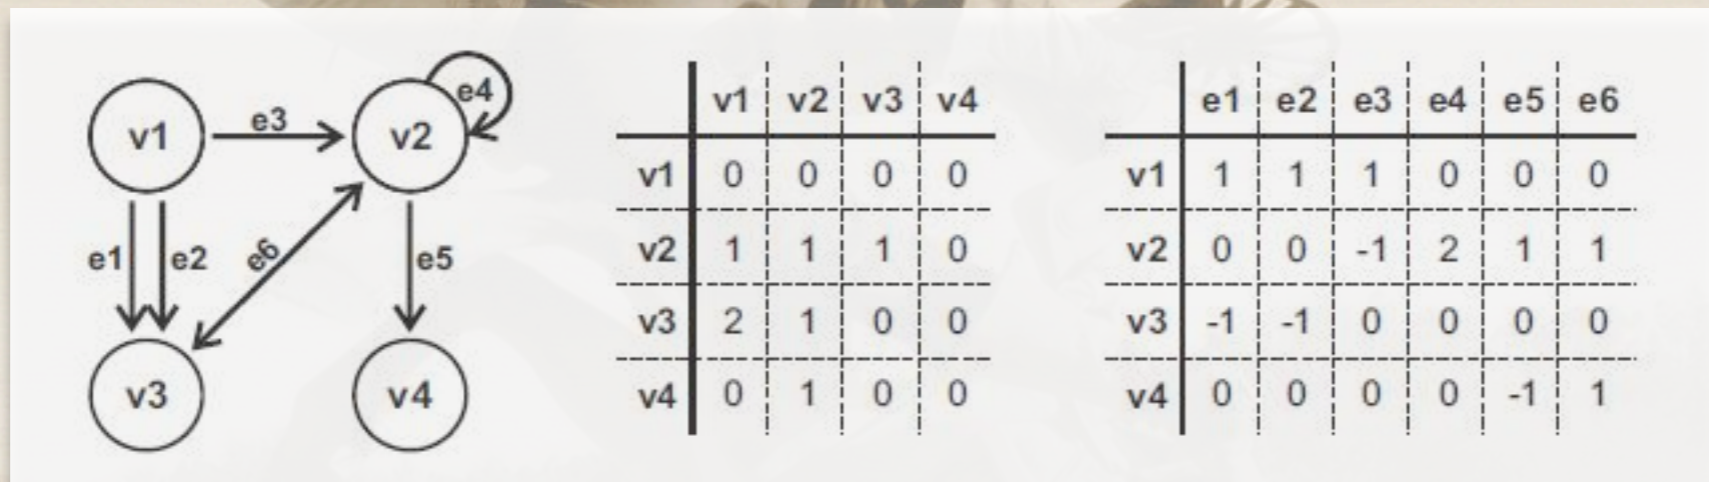 e4
v1 e3 v2
e1 e2 e6 e5
v3 v4
v1 v2 v3 v4
v1 0 0 0 0
v2 1 1 1 0
v3 2 1 0 0
v4 0 1 0 0
e1 e2 e3 e4 e5 e6
v1 1 1 1 0 0 0
v2 0 0 -1 2 1 1
v3 -1 -1 0 0 0 0
v4 0 0 0 0 -1 1